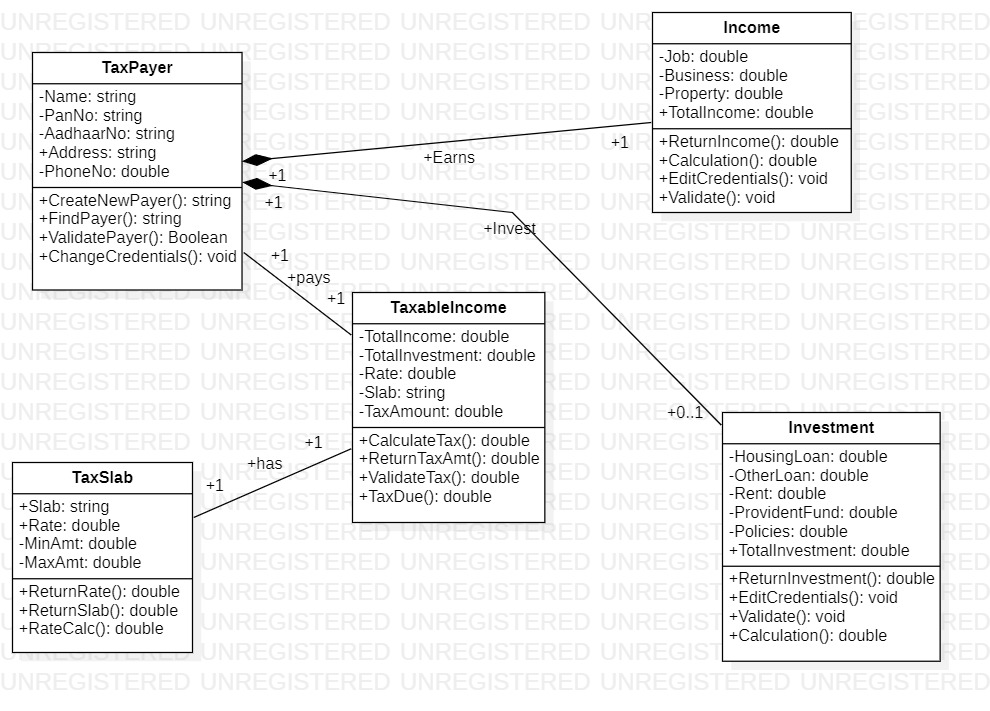 TaxPayer
-Name: string
-PanNo: string
-AadhaarNo: string
+Address: string
-PhoneNo: double
+CreateNewPayer(): string
+FindPayer(): string
+ValidatePayer(): Boolean
+ChangeCredentials(): void
Income
-Job: double
-Business: double
-Property: double
+TotalIncome: double
+ReturnIncome(): double
+Calculation(): double
+EditCredentials(): void
+Validate(): void
+Earns
+1
+1
+1
+Invest
+0..1
+1
+pays
+1
TaxableIncome
-TotalIncome: double
-TotalInvestment: double
-Rate: double
-Slab: string
-TaxAmount: double
+CalculateTax(): double
+ReturnTaxAmt(): double
+ValidateTax(): double
+TaxDue(): double
+1
+has
+1
TaxSlab
+Slab: string
+Rate: double
-MinAmt: double
-MaxAmt: double
+ReturnRate(): double
+ReturnSlab(): double
+RateCalc(): double
Investment
-HousingLoan: double
-OtherLoan: double
-Rent: double
-ProvidentFund: double
-Policies: double
+TotalInvestment: double
+ReturnInvestment(): double
+EditCredentials(): void
+Validate(): void
+Calculation(): double
UNREGISTERED UNREGISTERED UNREGISTERED UNREGISTERED UNREGISTERED